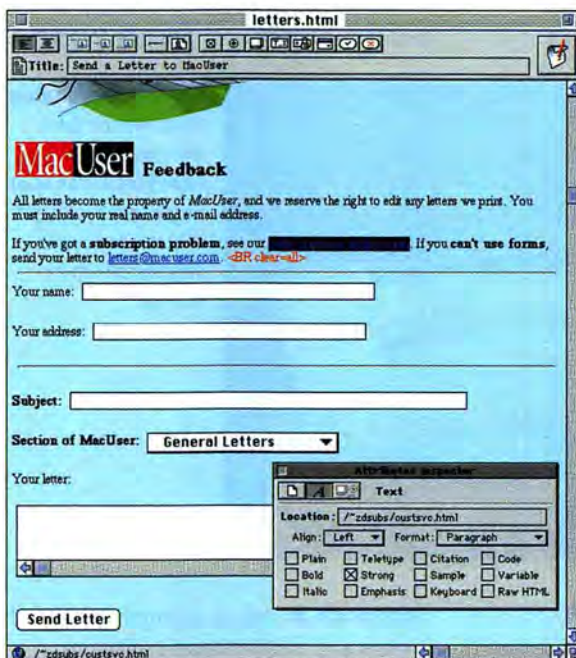 letters.html
Title: Send a Letter to MacUser
MacUser Feedback
All letters become the property of MacUser, and we reserve the right to edit any letters we print. You
must include your real name and e-mail address.
If you've got a subscription problem, see our . If you can't use forms,
send your letter to letters@macuser.com. <BR clear=all>
Your name:
Your address:
Subject:
Section of MacUser: General Letters
Your letter:
Attributes Inspector
Text
Location: /~zdsubs/custsvc.html
Align: Left Format: Paragraph
Plain Teletype Citation Code
Bold Strong Sample Variable
Italic Emphasis Keyboard Raw HTML
Send Letter
/~zdsubs/custsvc.html